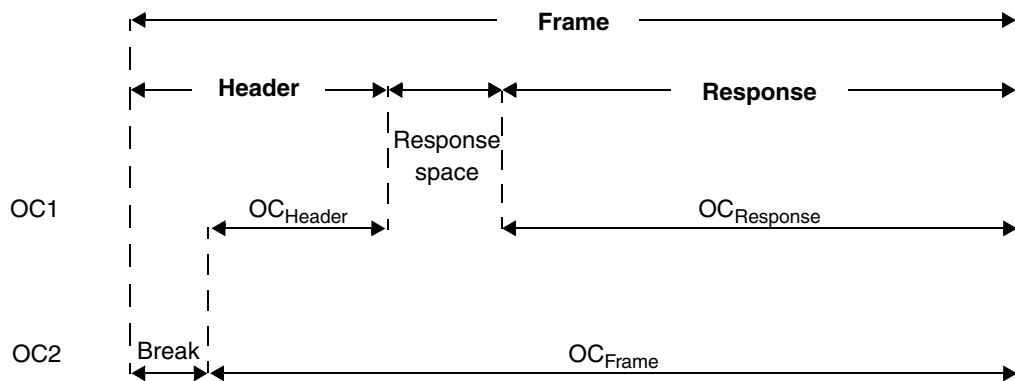 Frame
Header
Response
Response
space
OC1
OCHeader
OCResponse
OC2
Break
OCFrame